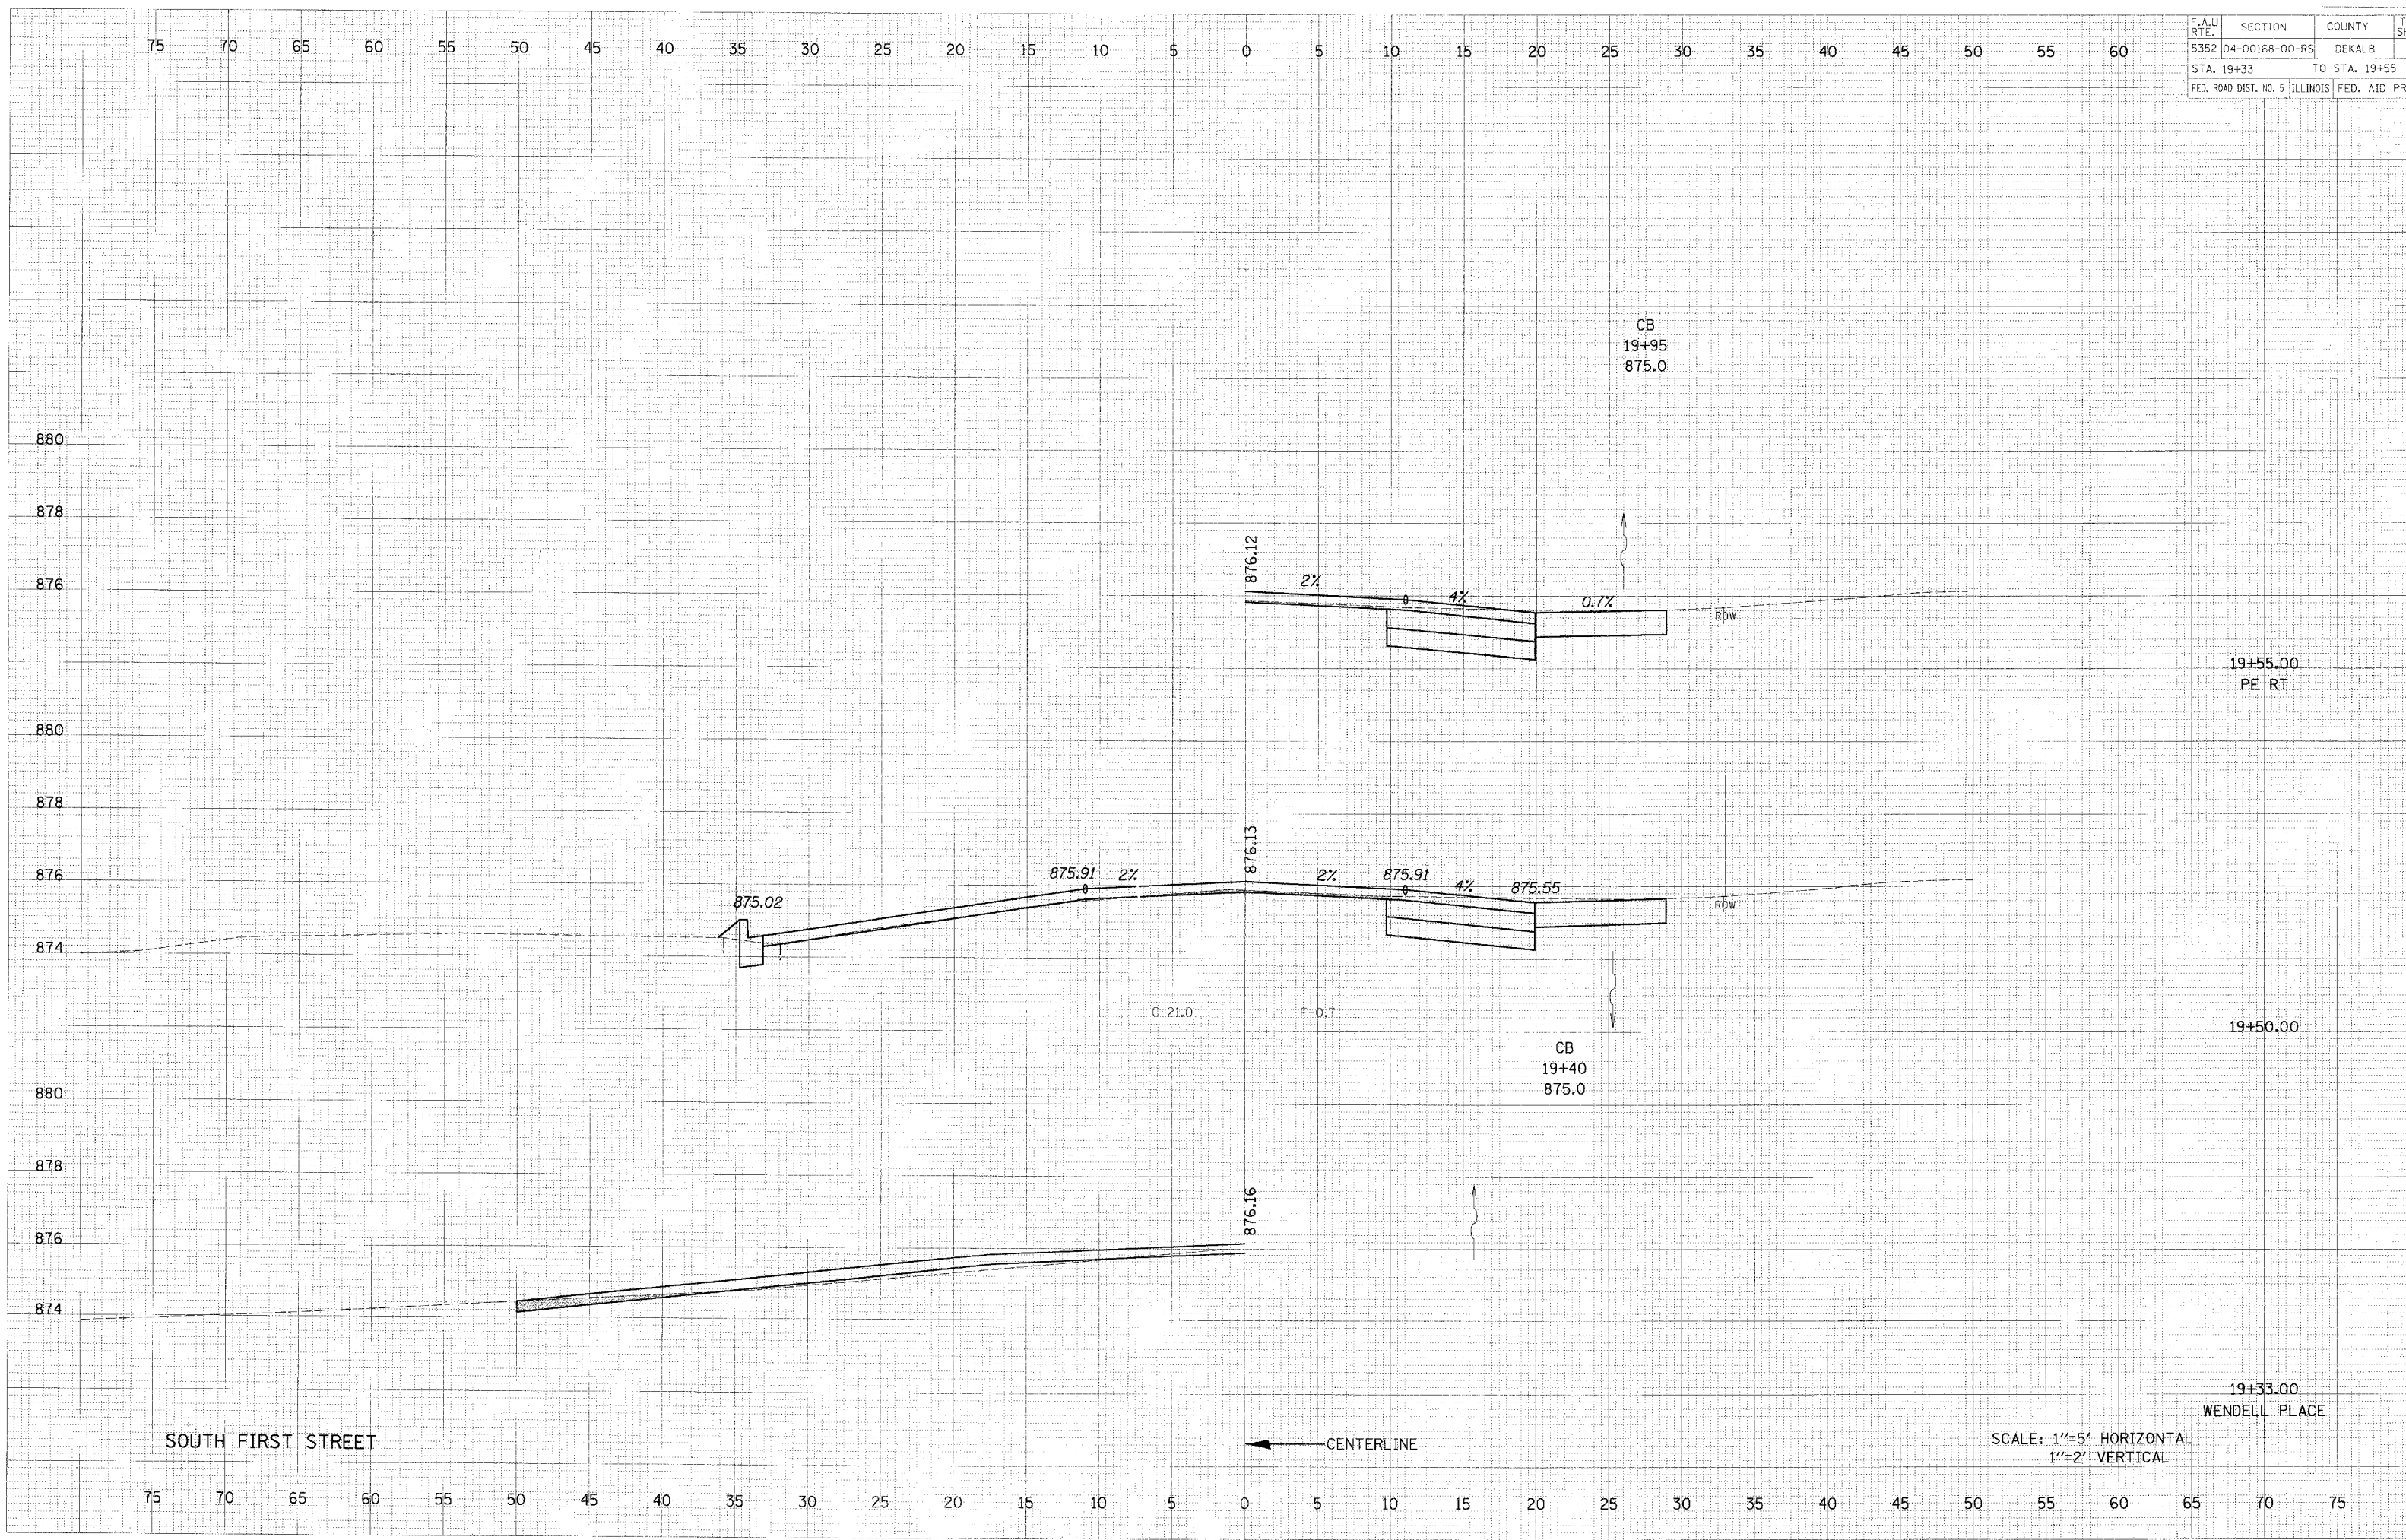 F.A.U. RTE. SECTION COUNTY
5352 04-00168-00-RS DEKALB
STA. 19+33 TO STA. 19+55
FED. ROAD DIST. NO. 5 ILLINOIS FED. AID PR
75 70 65 60 55 50 45 40 35 30 25 20 15 10 5 0 5 10 15 20 25 30 35 40 45 50 55 60
CB
19+95
875.0
880
878
876.12
876
2%
4%
0.7%
ROW
19+55.00
PE RT
880
878
876.13
876
875.91 2% 2% 875.91 4% 875.55
875.02
ROW
874
C-21.0 F-0.7
19+50.00
CB
19+40
875.0
880
878
876.16
876
874
19+33.00
WENDELL PLACE
SOUTH FIRST STREET
CENTERLINE
SCALE: 1"=5' HORIZONTAL
1"=2' VERTICAL
75 70 65 60 55 50 45 40 35 30 25 20 15 10 5 0 5 10 15 20 25 30 35 40 45 50 55 60 65 70 75